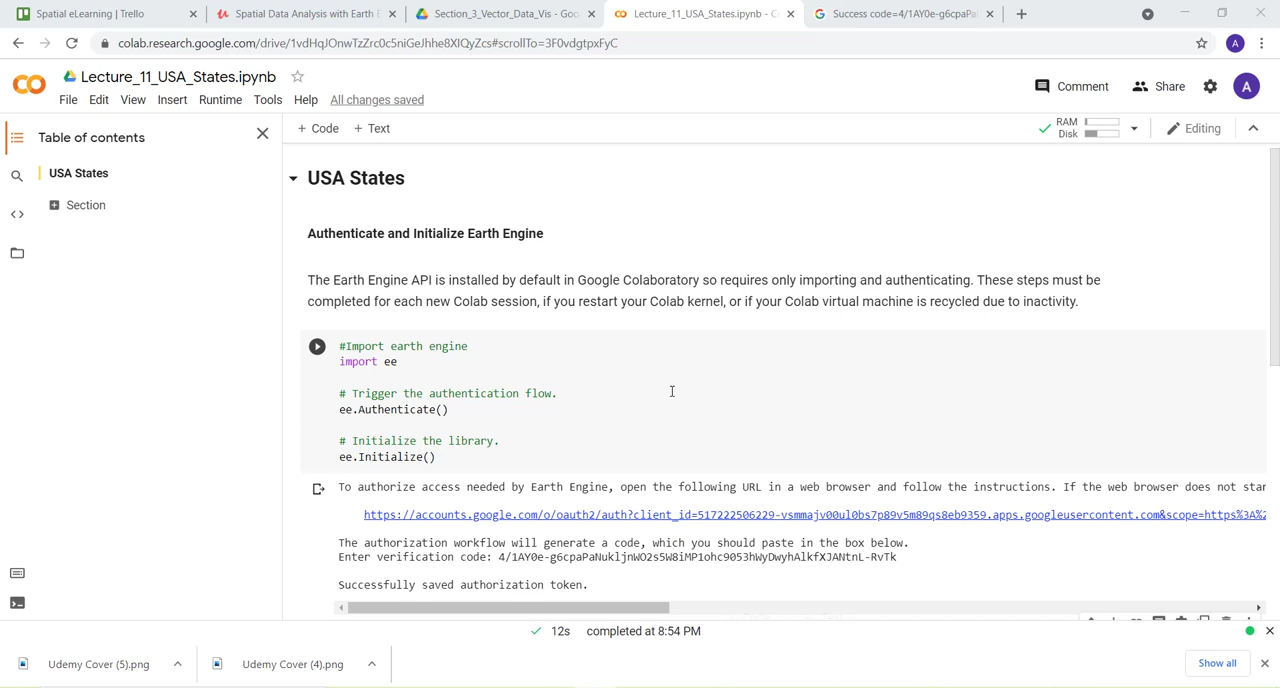 Spatial eLearning | Trello
Spatial Data Analysis with Earth E
Section_3_Vector_Data_Vis - Goo
Lecture_11_USA_States.ipynb - C
Success code=4/1AY0e-g6cpaPa
colab.research.google.com/drive/1vdHqJOnwTzZrc0c5niGeJhhe8XIQyZcs#scrollTo=3F0vdgtpxFyC
A
Lecture_11_USA_States.ipynb
File Edit View Insert Runtime Tools Help All changes saved
Comment
Share
A
Table of contents
USA States
Section
+ Code + Text
RAM
Disk
Editing
USA States
Authenticate and Initialize Earth Engine
The Earth Engine API is installed by default in Google Colaboratory so requires only importing and authenticating. These steps must be
completed for each new Colab session, if you restart your Colab kernel, or if your Colab virtual machine is recycled due to inactivity.
#Import earth engine
import ee
# Trigger the authentication flow.
ee.Authenticate()
# Initialize the library.
ee.Initialize()
To authorize access needed by Earth Engine, open the following URL in a web browser and follow the instructions. If the web browser does not star
https://accounts.google.com/o/oauth2/auth?client_id=517222506229-vsmmajv00ul0bs7p89v5m89qs8eb9359.apps.googleusercontent.com&scope=https%3A%2
The authorization workflow will generate a code, which you should paste in the box below.
Enter verification code: 4/1AY0e-g6cpaPaNukljnWO2s5W8iMP1ohc9053hWyDwyhAlkfXJANtnL-RvTk
Successfully saved authorization token.
12s completed at 8:54 PM
Udemy Cover (5).png
Udemy Cover (4).png
Show all